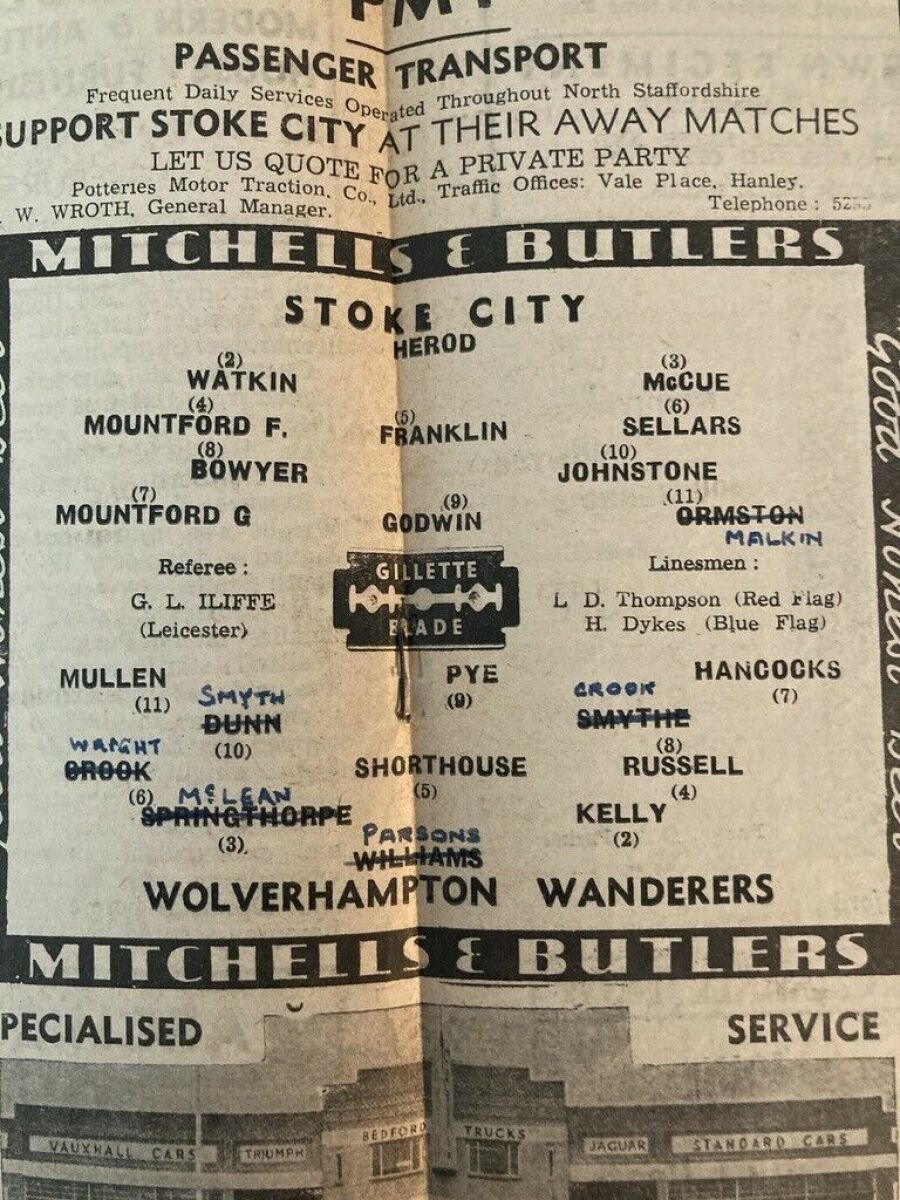 PMT
PASSENGER TRANSPORT
Frequent Daily Services Operated Throughout North Staffordshire
SUPPORT STOKE CITY AT THEIR AWAY MATCHES
LET US QUOTE FOR A PRIVATE PARTY
Potteries Motor Traction. Co., Ltd., Traffic Offices: Vale Place, Hanley.
W. WROTH, General Manager. Telephone :
MITCHELLS & BUTLERS
STOKE CITY
HEROD
(2) (3)
WATKIN McCUE
(4) (5) (6)
MOUNTFORD F. FRANKLIN SELLARS
(8) (10)
BOWYER JOHNSTONE
(7) (9) (11)
MOUNTFORD G GODWIN ORMSTON
MALKIN
Referee : GILLETTE Linesmen :
G. L. ILIFFE L D. Thompson (Red Flag)
(Leicester) BLADE H. Dykes (Blue Flag)
MULLEN PYE HANCOCKS
(11) SMYTH (9) CROOK (7)
DUNN SMYTHE
WRIGHT (10) (8)
CROOK SHORTHOUSE RUSSELL
(6) McLEAN (5) (4)
SPRINGTHORPE KELLY
(3) PARSONS (2)
WILLIAMS
WOLVERHAMPTON WANDERERS
MITCHELLS & BUTLERS
"Good Honest Beer
PECIALISED SERVICE
VAUXHALL CARS TRIUMPH BEDFORD TRUCKS JAGUAR STANDARD CARS